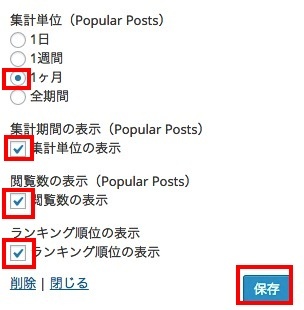 集計単位（Popular Posts）
1日
1週間
1ヶ月
全期間
集計期間の表示（Popular Posts）
集計単位の表示
閲覧数の表示（Popular Posts）
閲覧数の表示
ランキング順位の表示
ランキング順位の表示
削除 | 閉じる
保存